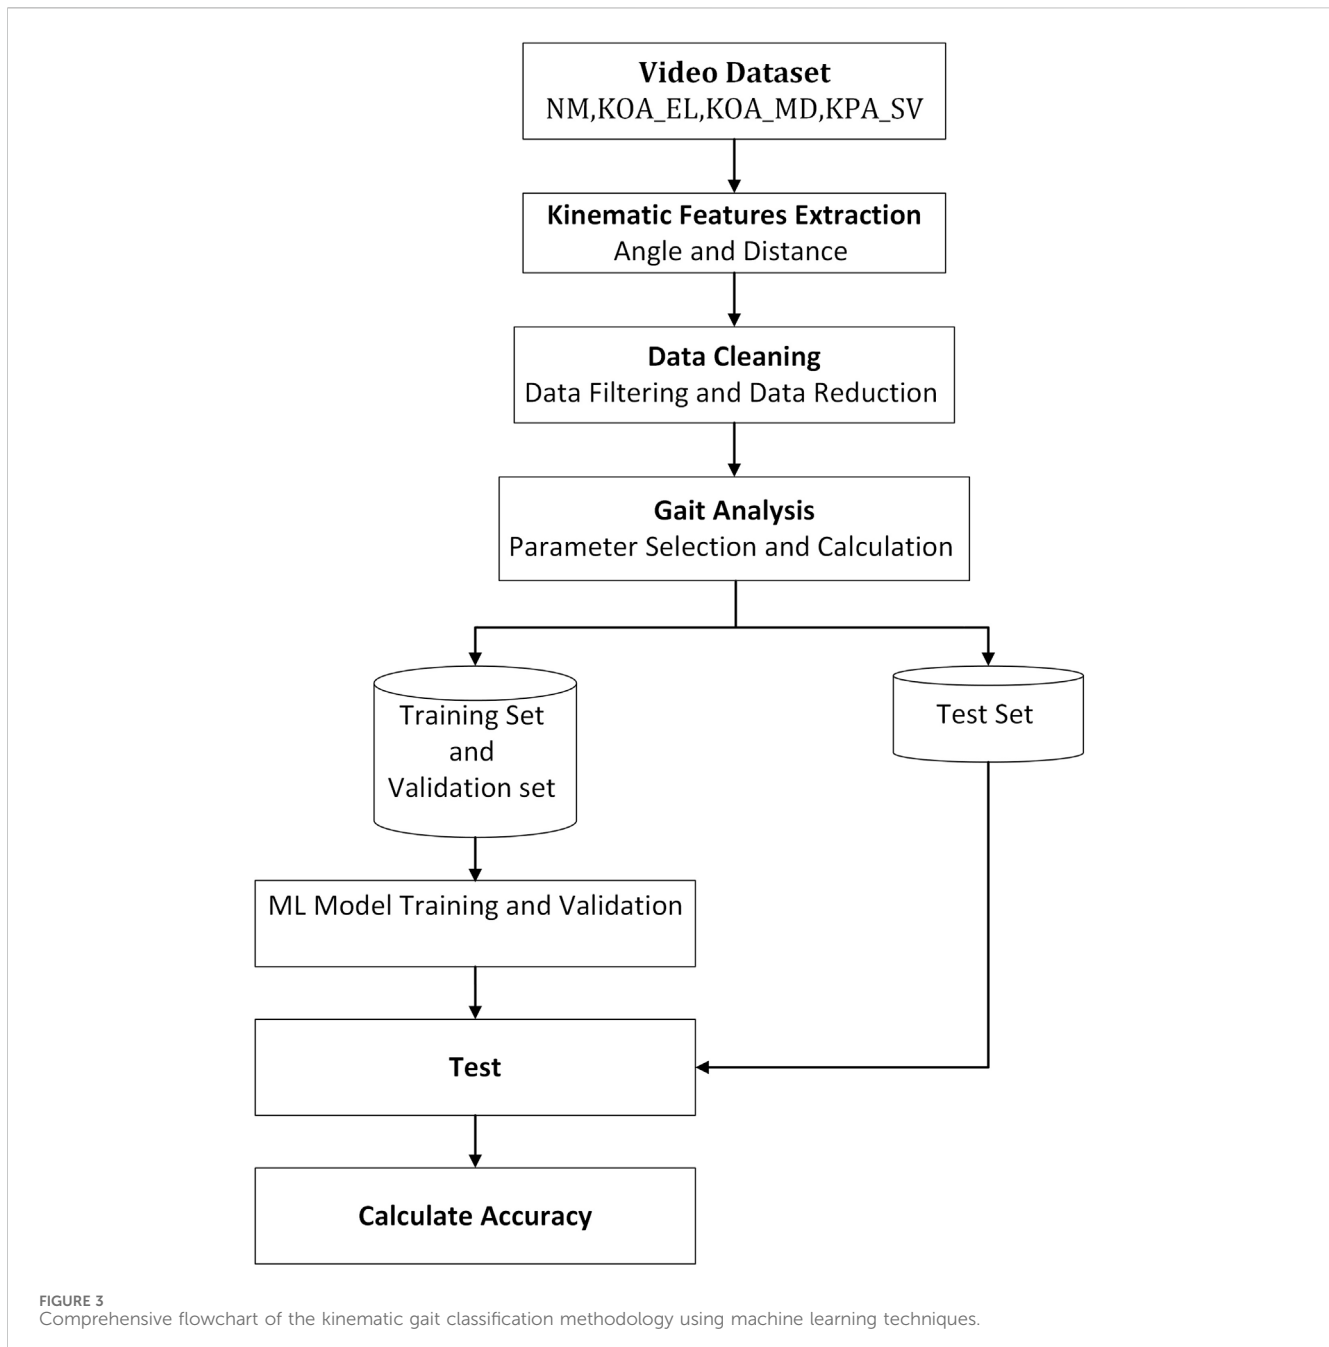 Video Dataset
NM,KOA_EL,KOA_MD,KPA_SV
Kinematic Features Extraction
Angle and Distance
Data Cleaning
Data Filtering and Data Reduction
Gait Analysis
Parameter Selection and Calculation
Training Set
and
Validation set
Test Set
ML Model Training and Validation
Test
Calculate Accuracy
FIGURE 3
Comprehensive flowchart of the kinematic gait classification methodology using machine learning techniques.